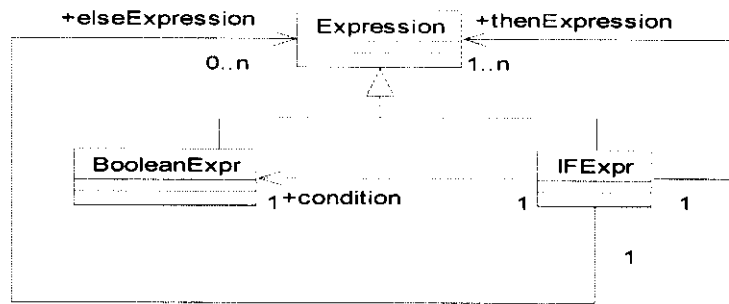 +elseExpression
Expression
+thenExpression
0..n
1..n
BooleanExpr
IFExpr
1
+condition
1
1
1